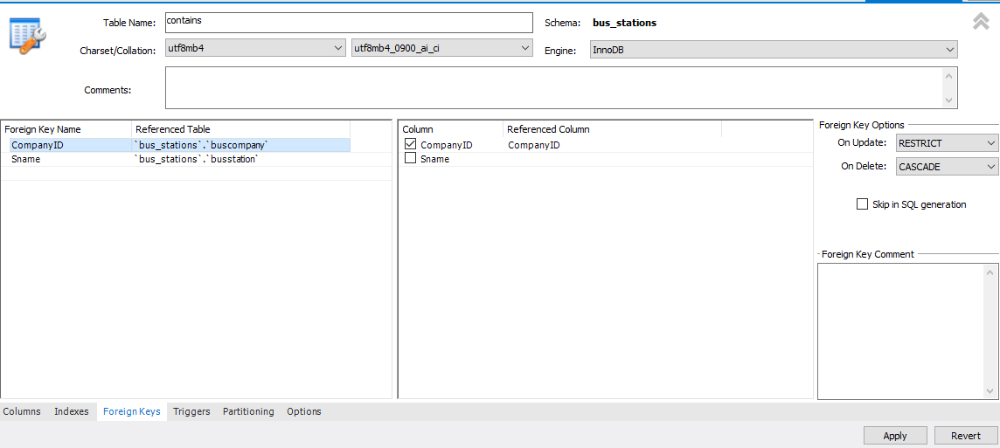 Table Name: contains Schema: bus_stations
Charset/Collation: utf8mb4 utf8mb4_0900_ai_ci Engine: InnoDB
Comments:
Foreign Key Name Referenced Table
CompanyID `bus_stations`.`buscompany`
Sname `bus_stations`.`busstation`
Column Referenced Column
CompanyID CompanyID
Sname
Foreign Key Options
On Update: RESTRICT
On Delete: CASCADE
Skip in SQL generation
Foreign Key Comment
Columns Indexes Foreign Keys Triggers Partitioning Options
Apply Revert